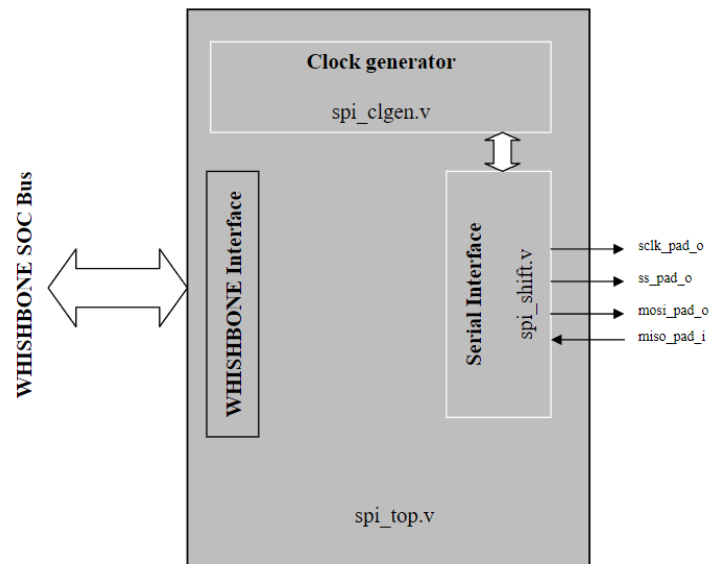 Clock generator
spi_clgen.v
WHISHBONE SOC Bus
WHISHBONE Interface
Serial Interface
spi_shift.v
sclk_pad_o
ss_pad_o
mosi_pad_o
miso_pad_i
spi_top.v